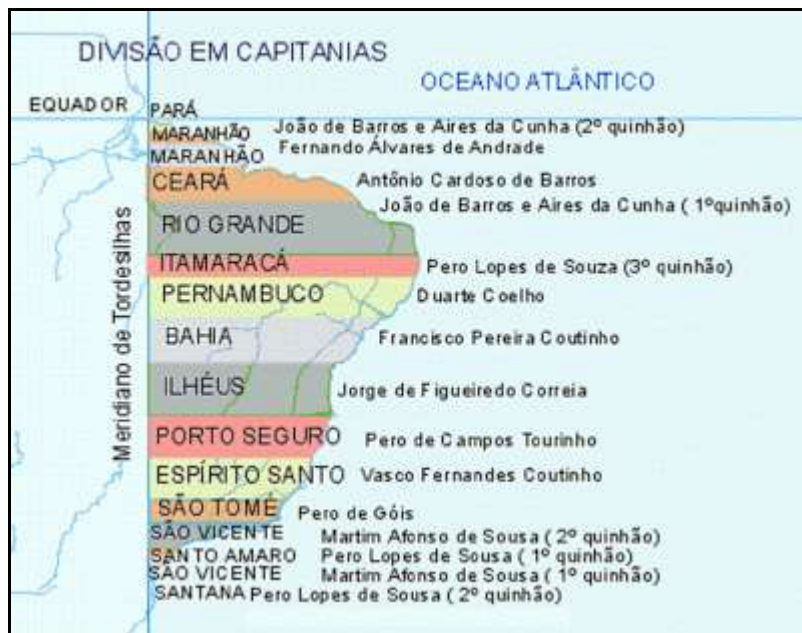 DIVISÃO EM CAPITANIAS
OCEANO ATLÂNTICO
EQUADOR
PARÁ
MARANHÃO João de Barros e Aires da Cunha (2º quinhão)
MARANHÃO Fernando Álvares de Andrade
CEARÁ Antônio Cardoso de Barros
João de Barros e Aires da Cunha ( 1ºquinhão)
RIO GRANDE
ITAMARACÁ Pero Lopes de Souza (3º quinhão)
PERNAMBUCO Duarte Coelho
BAHIA Francisco Pereira Coutinho
ILHÉUS Jorge de Figueiredo Correia
PORTO SEGURO Pero de Campos Tourinho
ESPÍRITO SANTO Vasco Fernandes Coutinho
SÃO TOMÉ Pero de Góis
SÃO VICENTE Martim Afonso de Sousa ( 2º quinhão)
SANTO AMARO Pero Lopes de Sousa ( 1º quinhão)
SÃO VICENTE Martim Afonso de Sousa ( 1º quinhão)
SANTANA Pero Lopes de Sousa ( 2º quinhão)
Meridiano de Tordesilhas